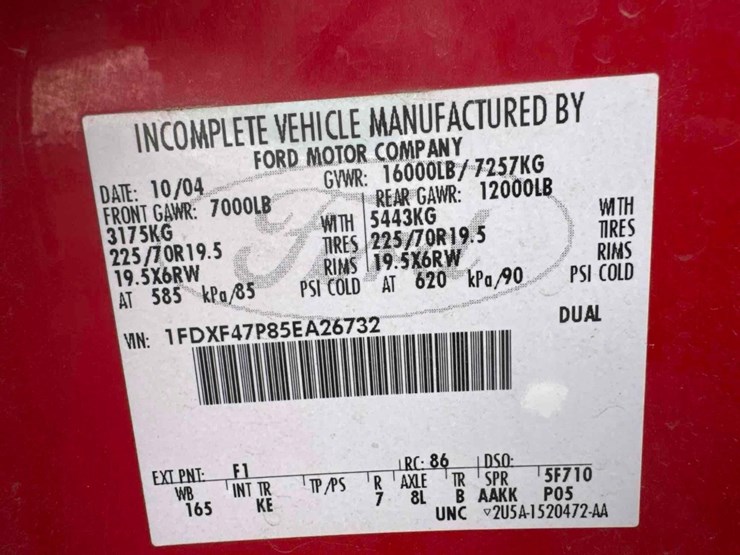 INCOMPLETE VEHICLE MANUFACTURED BY
FORD MOTOR COMPANY
DATE: 10/04 GVWR: 16000LB/7257KG
FRONT GAWR: 7000LB REAR GAWR: 12000LB
3175KG WITH 5443KG WITH
225/70R19.5 TIRES 225/70R19.5 TIRES
19.5X6RW RIMS 19.5X6RW RIMS
AT 585 kPa/85 PSI COLD AT 620 kPa/90 PSI COLD
VIN: 1FDXF47P85EA26732 DUAL
Ford
EXT PNT: F1 RC: 86 DSO:
WB INT TR TP/PS R AXLE TR SPR 5F710
165 KE 7 8L B AAKK P05
UNC ▽2U5A-1520472-AA